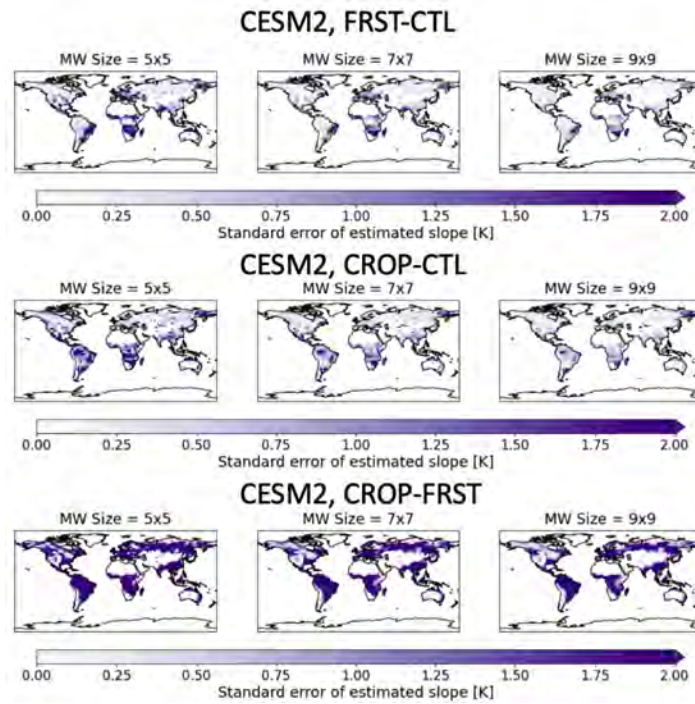 CESM2, FRST-CTL
MW Size = 5x5 MW Size = 7x7 MW Size = 9x9
0.00 0.25 0.50 0.75 1.00 1.25 1.50 1.75 2.00
Standard error of estimated slope [K]
CESM2, CROP-CTL
MW Size = 5x5 MW Size = 7x7 MW Size = 9x9
0.00 0.25 0.50 0.75 1.00 1.25 1.50 1.75 2.00
Standard error of estimated slope [K]
CESM2, CROP-FRST
MW Size = 5x5 MW Size = 7x7 MW Size = 9x9
0.00 0.25 0.50 0.75 1.00 1.25 1.50 1.75 2.00
Standard error of estimated slope [K]